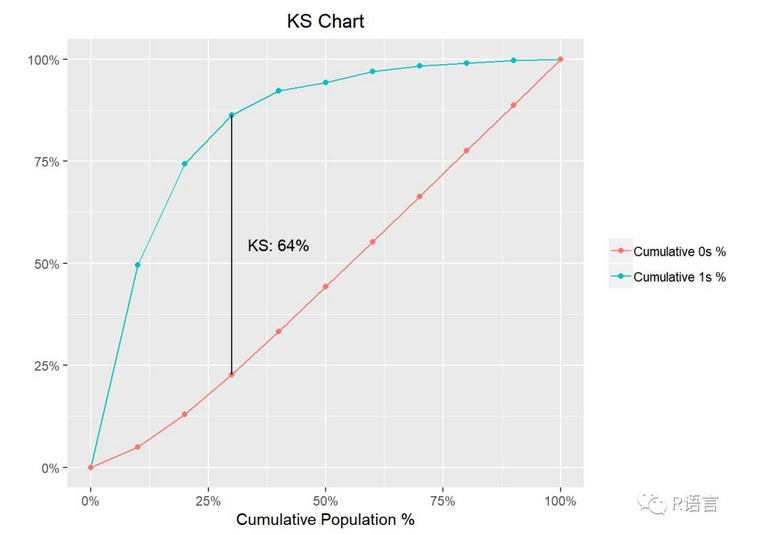 KS Chart
100%
75%
50%
25%
0%
KS: 64%
0% 25% 50% 75% 100%
Cumulative Population %
Cumulative 0s %
Cumulative 1s %
R语言